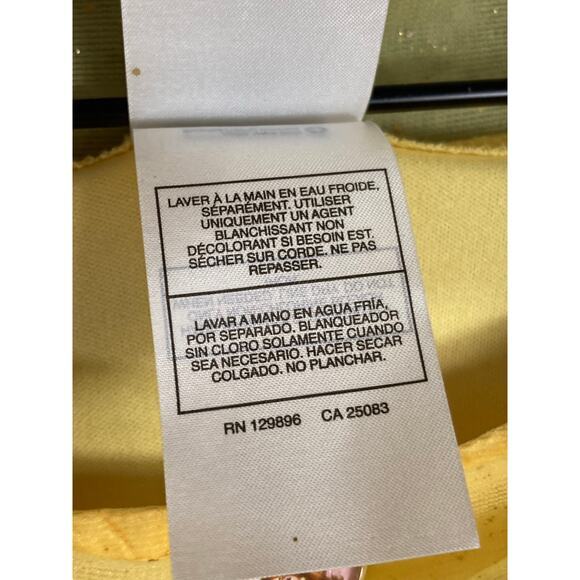 LAVER À LA MAIN EN EAU FROIDE,
SÉPARÉMENT. UTILISER
UNIQUEMENT UN AGENT
BLANCHISSANT NON
DÉCOLORANT SI BESOIN EST.
SÉCHER SUR CORDE. NE PAS
REPASSER.
LAVAR A MANO EN AGUA FRÍA,
POR SEPARADO. BLANQUEADOR
SIN CLORO SOLAMENTE CUANDO
SEA NECESARIO. HACER SECAR
COLGADO. NO PLANCHAR.
RN 129896 CA 25083